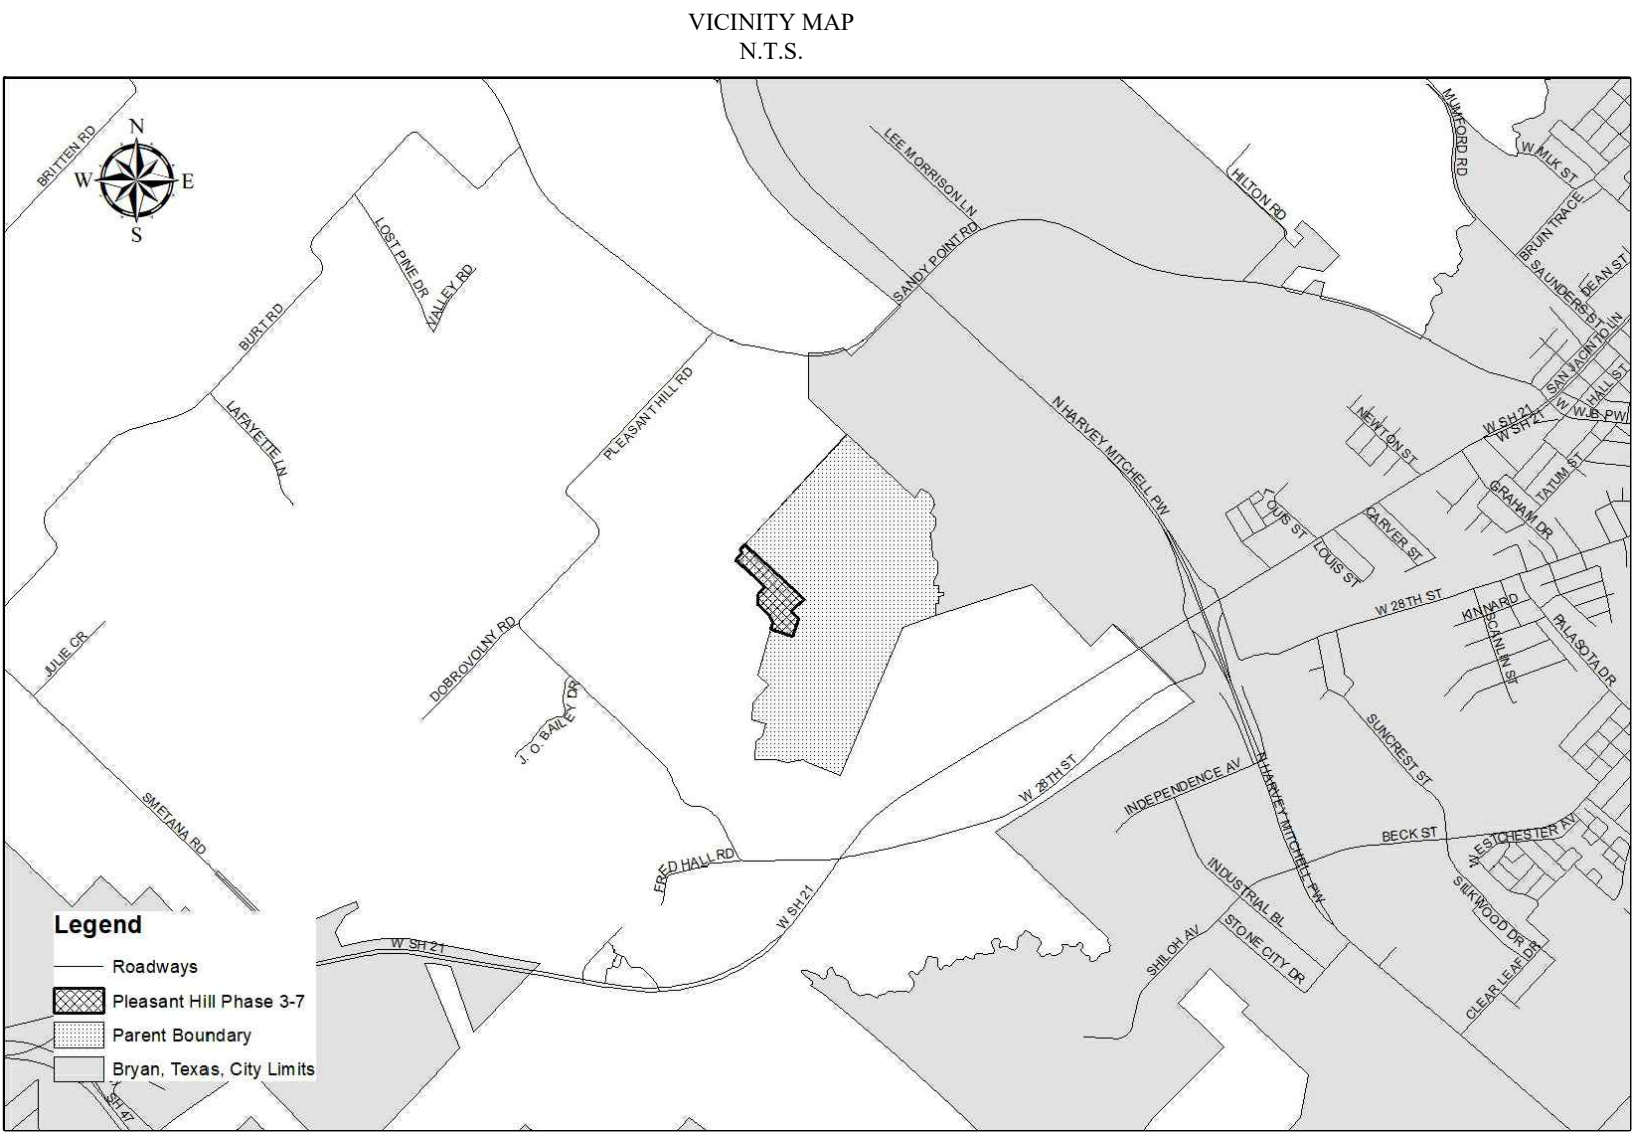 VICINITY MAP
N.T.S.
BRITTEN RD
N
W
E
S
LEE MORRISON LN
MUMFORD RD
W MLK ST
HILTON RD
BRUIN TRACE
LOST PINE DR
VALLEY RD
SANDY POINT RD
B SAUNDERS ST
DEAN ST
BURT RD
SAN JACINTO LN
HALL ST
PLEASANT HILL RD
N HARVEY MITCHELL PW
W
WJB PW
W SH 21
W SH 21
NEWTON ST
LAFAYETTE LN
TATUM ST
GRAHAM DR
OUIS ST
CARVER ST
LOUIS ST
W 28TH ST
KINNARD
SCANLIN ST
PALASOTA DR
JULIE CR
DOBROVOLNY RD
J. O. BAILEY DR
SUNCREST ST
W 28TH ST
INDEPENDENCE AV
N HARVEY MITCHELL PW
SMETANA RD
BECK ST
WESTCHESTER AV
FRED HALL RD
INDUSTRIAL BL
SILKWOOD DR
W SH 21
STONE CITY DR
SHILOH AV
CLEAR LEAF DR
W SH 21
Legend
Roadways
Pleasant Hill Phase 3-7
Parent Boundary
Bryan, Texas, City Limits
SH 47